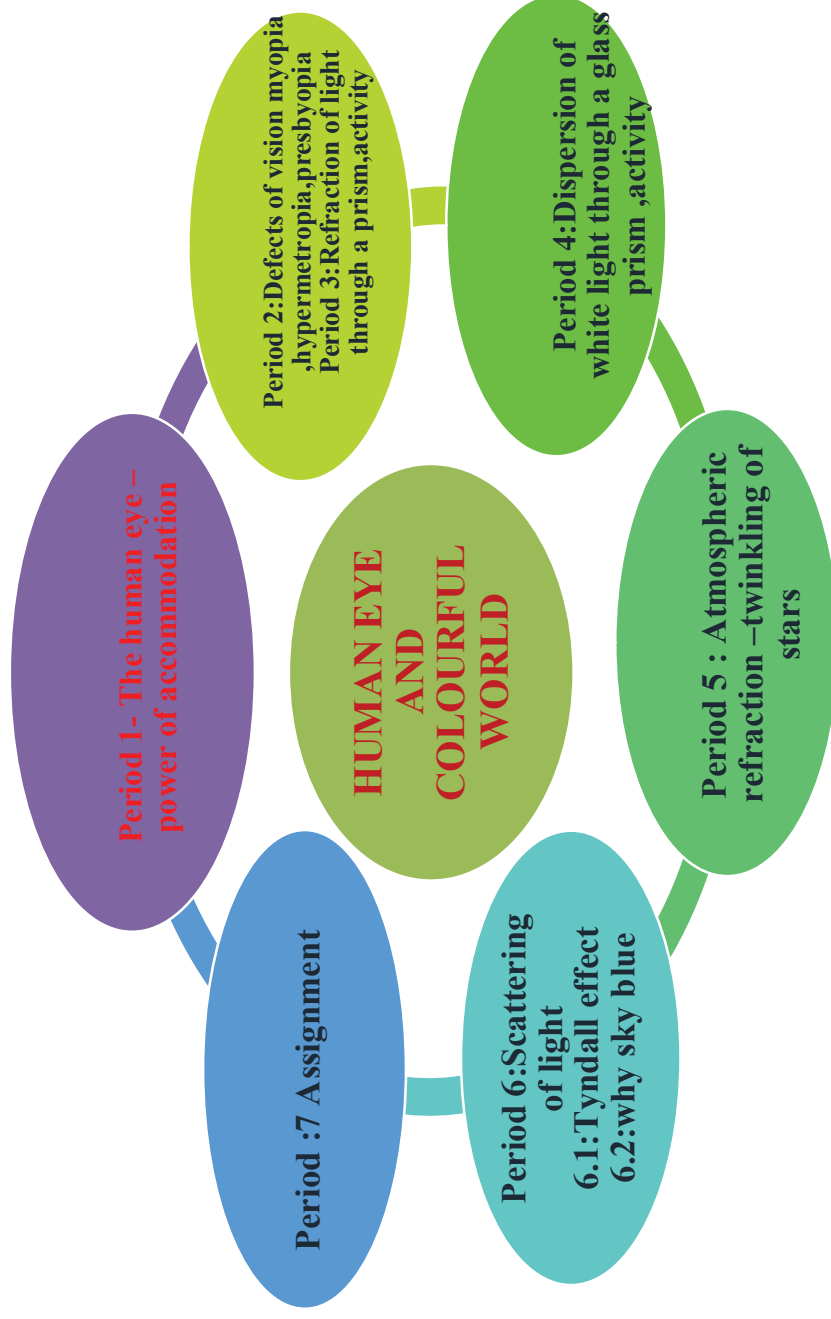 Period 1- The human eye –
power of accommodation
Period 2:Defects of vision myopia
,hypermetropia,presbyopia
Period 3:Refraction of light
through a prism,activity
Period 4:Dispersion of
white light through a glass
prism ,activity
Period 5 : Atmospheric
refraction –twinkling of
stars
Period 6:Scattering
of light
6.1:Tyndall effect
6.2:why sky blue
Period :7 Assignment
HUMAN EYE
AND
COLOURFUL
WORLD